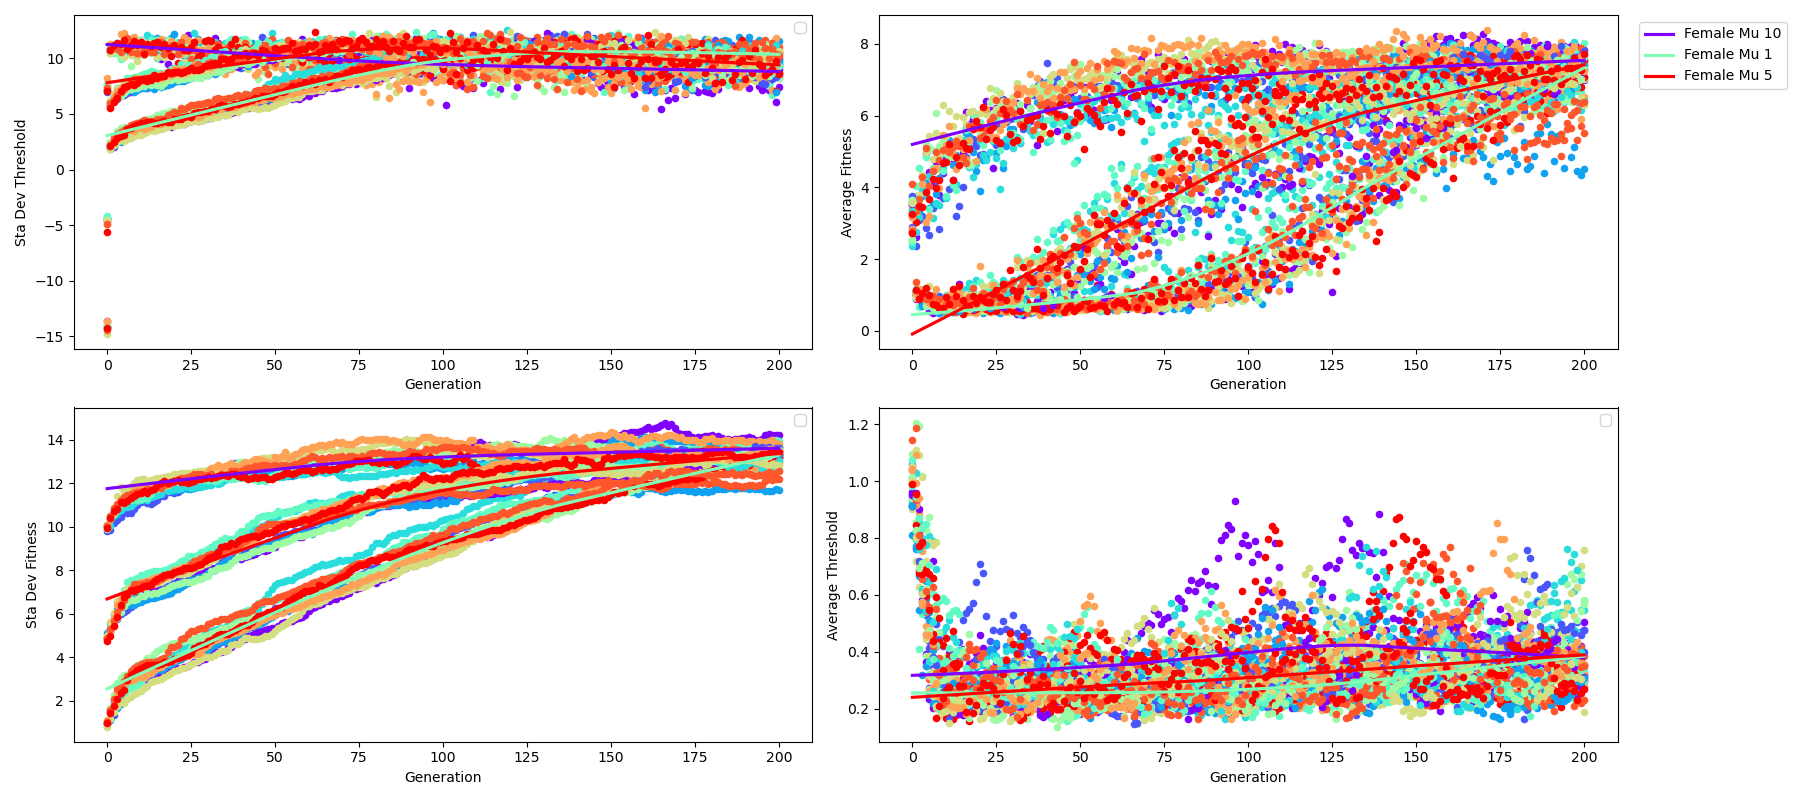 10
5
0
−5
−10
−15
Sta Dev Threshold
0 25 50 75 100 125 150 175 200
Generation
8
6
4
2
0
Average Fitness
0 25 50 75 100 125 150 175 200
Generation
Female Mu 10
Female Mu 1
Female Mu 5
14
12
10
8
6
4
2
Sta Dev Fitness
0 25 50 75 100 125 150 175 200
Generation
1.2
1.0
0.8
0.6
0.4
0.2
Average Threshold
0 25 50 75 100 125 150 175 200
Generation